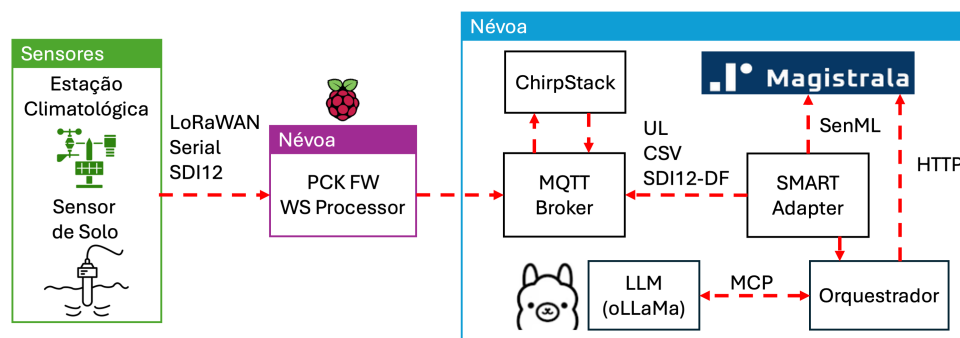 Sensores
Estação
Climatológica
Sensor
de Solo
LoRaWAN
Serial
SDI12
Névoa
PCK FW
WS Processor
Névoa
ChirpStack
MQTT
Broker
UL
CSV
SDI12-DF
Magistrala
SenML
HTTP
SMART
Adapter
LLM
(oLLaMa)
MCP
Orquestrador